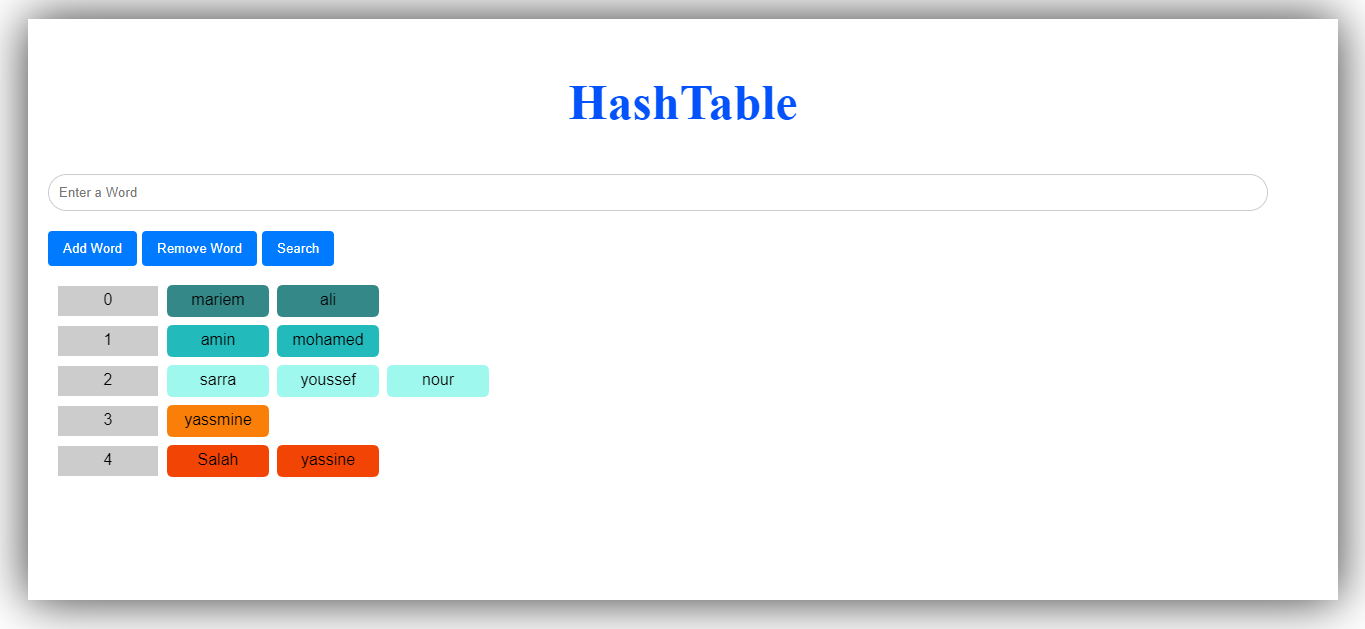 HashTable
Enter a Word
Add Word Remove Word Search
0 mariem ali
1 amin mohamed
2 sarra youssef nour
3 yassmine
4 Salah yassine